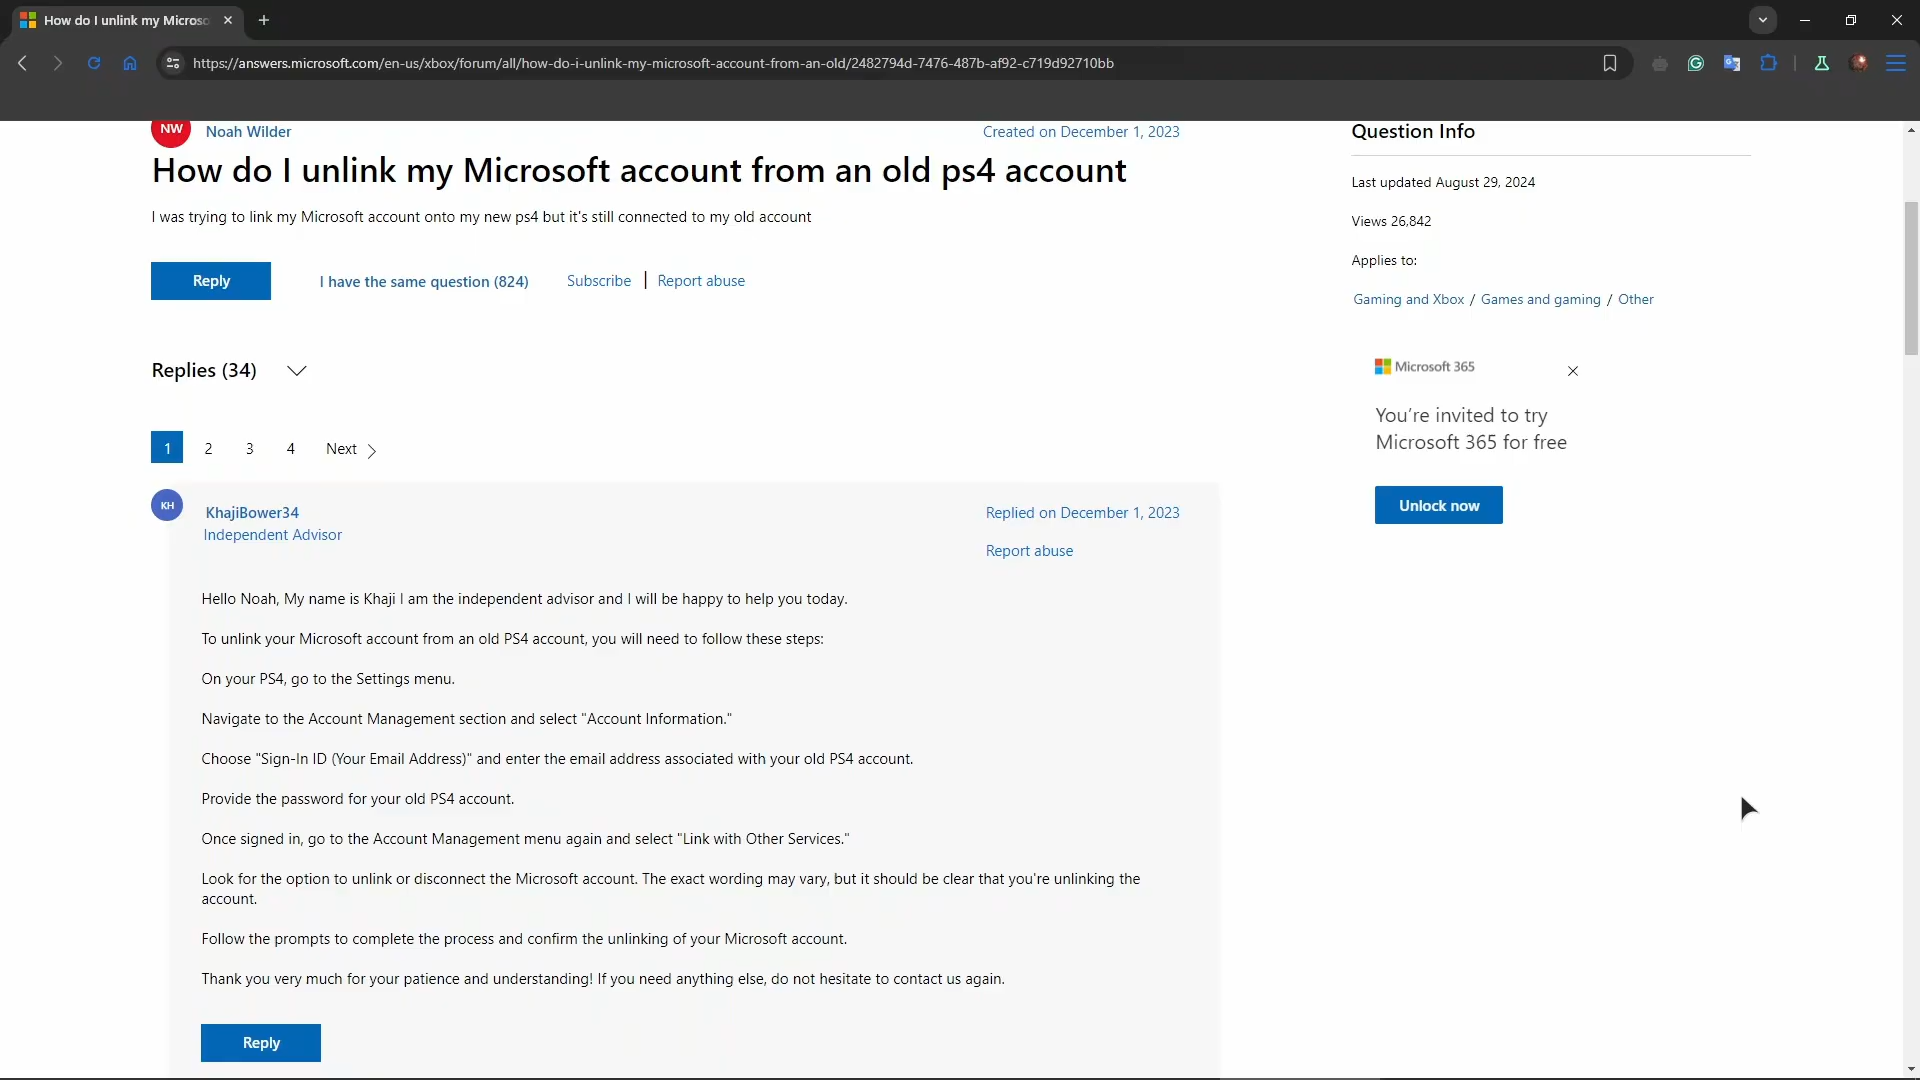 How do I unlink my Microso
https://answers.microsoft.com/en-us/xbox/forum/all/how-do-i-unlink-my-microsoft-account-from-an-old/2482794d-7476-487b-af92-c719d92710bb
NW
Noah Wilder
Created on December 1, 2023
How do I unlink my Microsoft account from an old ps4 account
I was trying to link my Microsoft account onto my new ps4 but it's still connected to my old account
Reply
I have the same question (824)
Subscribe | Report abuse
Question Info
Last updated August 29, 2024
Views 26,842
Applies to:
Gaming and Xbox / Games and gaming / Other
Microsoft 365
You're invited to try
Microsoft 365 for free
Unlock now
Replies (34)
1 2 3 4 Next
KH
KhajiBower34
Independent Advisor
Replied on December 1, 2023
Report abuse
Hello Noah, My name is Khaji I am the independent advisor and I will be happy to help you today.
To unlink your Microsoft account from an old PS4 account, you will need to follow these steps:
On your PS4, go to the Settings menu.
Navigate to the Account Management section and select "Account Information."
Choose "Sign-In ID (Your Email Address)" and enter the email address associated with your old PS4 account.
Provide the password for your old PS4 account.
Once signed in, go to the Account Management menu again and select "Link with Other Services."
Look for the option to unlink or disconnect the Microsoft account. The exact wording may vary, but it should be clear that you're unlinking the
account.
Follow the prompts to complete the process and confirm the unlinking of your Microsoft account.
Thank you very much for your patience and understanding! If you need anything else, do not hesitate to contact us again.
Reply